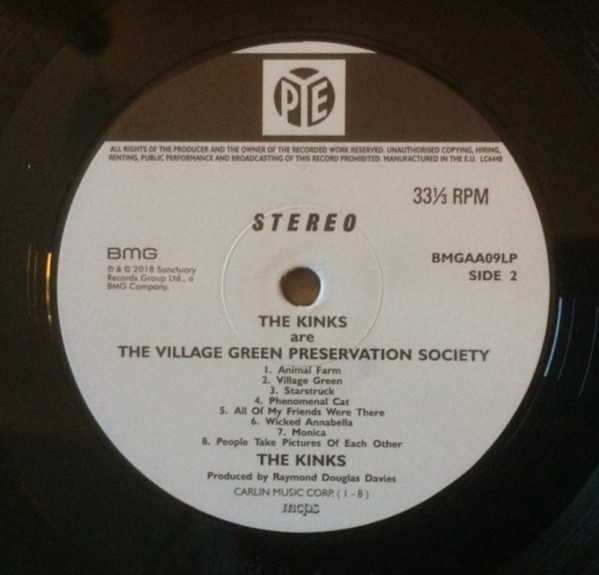 PYE
ALL RIGHTS OF THE PRODUCER AND THE OWNER OF THE RECORDED WORK RESERVED. UNAUTHORISED COPYING, HIRING,
RENTING, PUBLIC PERFORMANCE AND BROADCASTING OF THIS RECORD PROHIBITED. MANUFACTURED IN THE E.U. LC6448
33⅓ RPM
STEREO
BMG
℗ & © 2018 Sanctuary
Records Group Ltd., a
BMG Company.
BMGAA09LP
SIDE 2
THE KINKS
are
THE VILLAGE GREEN PRESERVATION SOCIETY
1. Animal Farm
2. Village Green
3. Starstruck
4. Phenomenal Cat
5. All Of My Friends Were There
6. Wicked Annabella
7. Monica
8. People Take Pictures Of Each Other
THE KINKS
Produced by Raymond Douglas Davies
CARLIN MUSIC CORP. ( 1 - 8 )
mcps